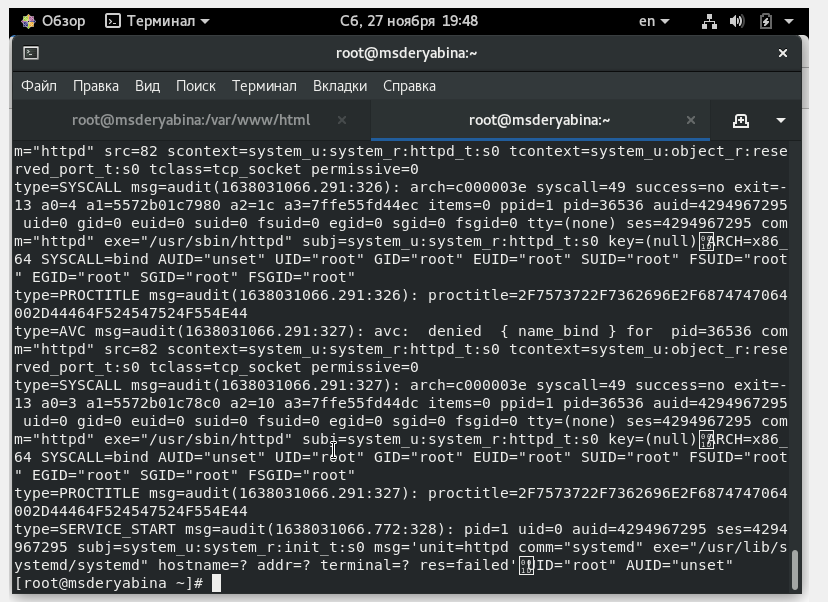 Обзор Терминал Сб, 27 ноября 19:48 en
root@msderyabina:~
Файл Правка Вид Поиск Терминал Вкладки Справка
root@msderyabina:/var/www/html root@msderyabina:~
m="httpd" src=82 scontext=system_u:system_r:httpd_t:s0 tcontext=system_u:object_r:rese
rved_port_t:s0 tclass=tcp_socket permissive=0
type=SYSCALL msg=audit(1638031066.291:326): arch=c000003e syscall=49 success=no exit=-
13 a0=4 a1=5572b01c7980 a2=1c a3=7ffe55fd44ec items=0 ppid=1 pid=36536 auid=4294967295
uid=0 gid=0 euid=0 suid=0 fsuid=0 egid=0 sgid=0 fsgid=0 tty=(none) ses=4294967295 com
m="httpd" exe="/usr/sbin/httpd" subj=system_u:system_r:httpd_t:s0 key=(null)ARCH=x86_
64 SYSCALL=bind AUID="unset" UID="root" GID="root" EUID="root" SUID="root" FSUID="root
" EGID="root" SGID="root" FSGID="root"
type=PROCTITLE msg=audit(1638031066.291:326): proctitle=2F7573722F7362696E2F6874747064
002D44464F524547524F554E44
type=AVC msg=audit(1638031066.291:327): avc:  denied  { name_bind } for  pid=36536 com
m="httpd" src=82 scontext=system_u:system_r:httpd_t:s0 tcontext=system_u:object_r:rese
rved_port_t:s0 tclass=tcp_socket permissive=0
type=SYSCALL msg=audit(1638031066.291:327): arch=c000003e syscall=49 success=no exit=-
13 a0=3 a1=5572b01c78c0 a2=10 a3=7ffe55fd44dc items=0 ppid=1 pid=36536 auid=4294967295
uid=0 gid=0 euid=0 suid=0 fsuid=0 egid=0 sgid=0 fsgid=0 tty=(none) ses=4294967295 com
m="httpd" exe="/usr/sbin/httpd" subj=system_u:system_r:httpd_t:s0 key=(null)ARCH=x86_
64 SYSCALL=bind AUID="unset" UID="root" GID="root" EUID="root" SUID="root" FSUID="root
" EGID="root" SGID="root" FSGID="root"
type=PROCTITLE msg=audit(1638031066.291:327): proctitle=2F7573722F7362696E2F6874747064
002D44464F524547524F554E44
type=SERVICE_START msg=audit(1638031066.772:328): pid=1 uid=0 auid=4294967295 ses=4294
967295 subj=system_u:system_r:init_t:s0 msg='unit=httpd comm="systemd" exe="/usr/lib/s
ystemd/systemd" hostname=? addr=? terminal=? res=failed'UID="root" AUID="unset"
[root@msderyabina ~]#